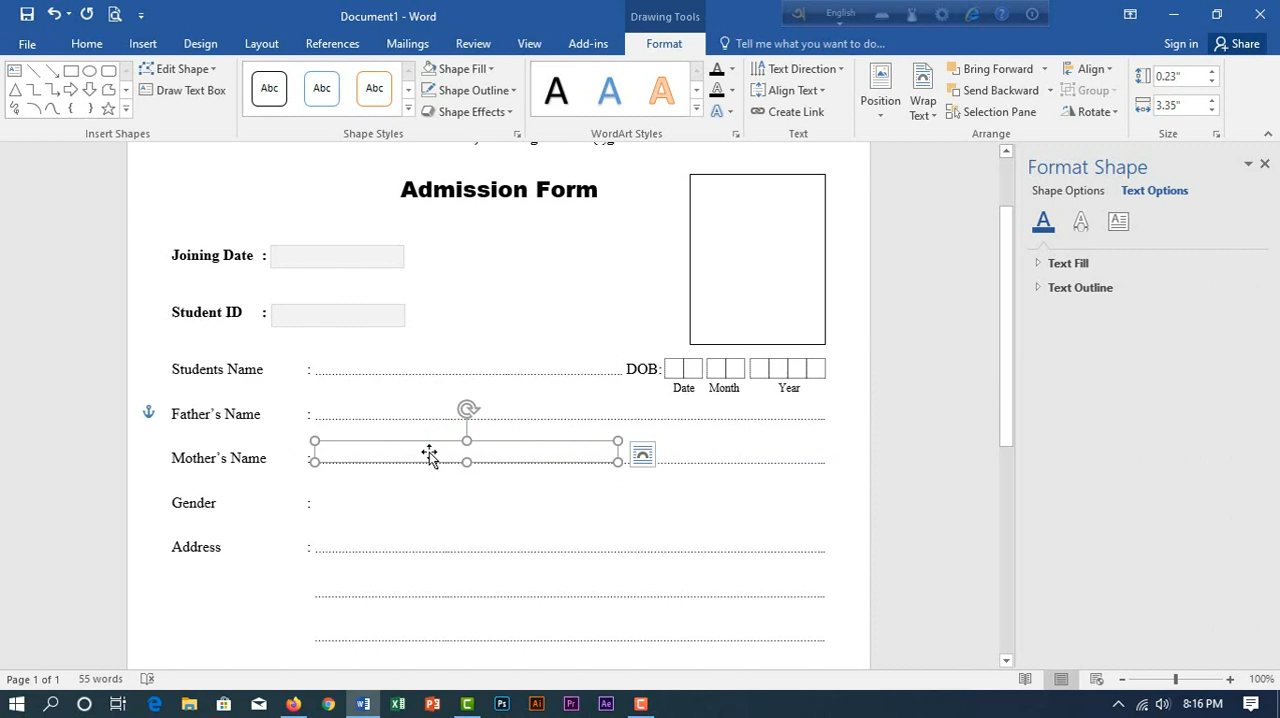 Document1 - Word
Drawing Tools
English
File
Home
Insert
Design
Layout
References
Mailings
Review
View
Add-ins
Format
Tell me what you want to do...
Sign in
Share
Edit Shape
Draw Text Box
Insert Shapes
Abc
Abc
Abc
Shape Fill
Shape Outline
Shape Effects
Shape Styles
A
A
A
WordArt Styles
Text Direction
Align Text
Create Link
Text
Position
Wrap
Text
Bring Forward
Send Backward
Selection Pane
Align
Group
Rotate
Arrange
0.23"
3.35"
Size
Admission Form
Joining Date :
Student ID :
Students Name : DOB:
Date Month Year
Father's Name :
Mother's Name :
Gender :
Address :
Format Shape
Shape Options Text Options
Text Fill
Text Outline
Page 1 of 1
55 words
100%
8:16 PM